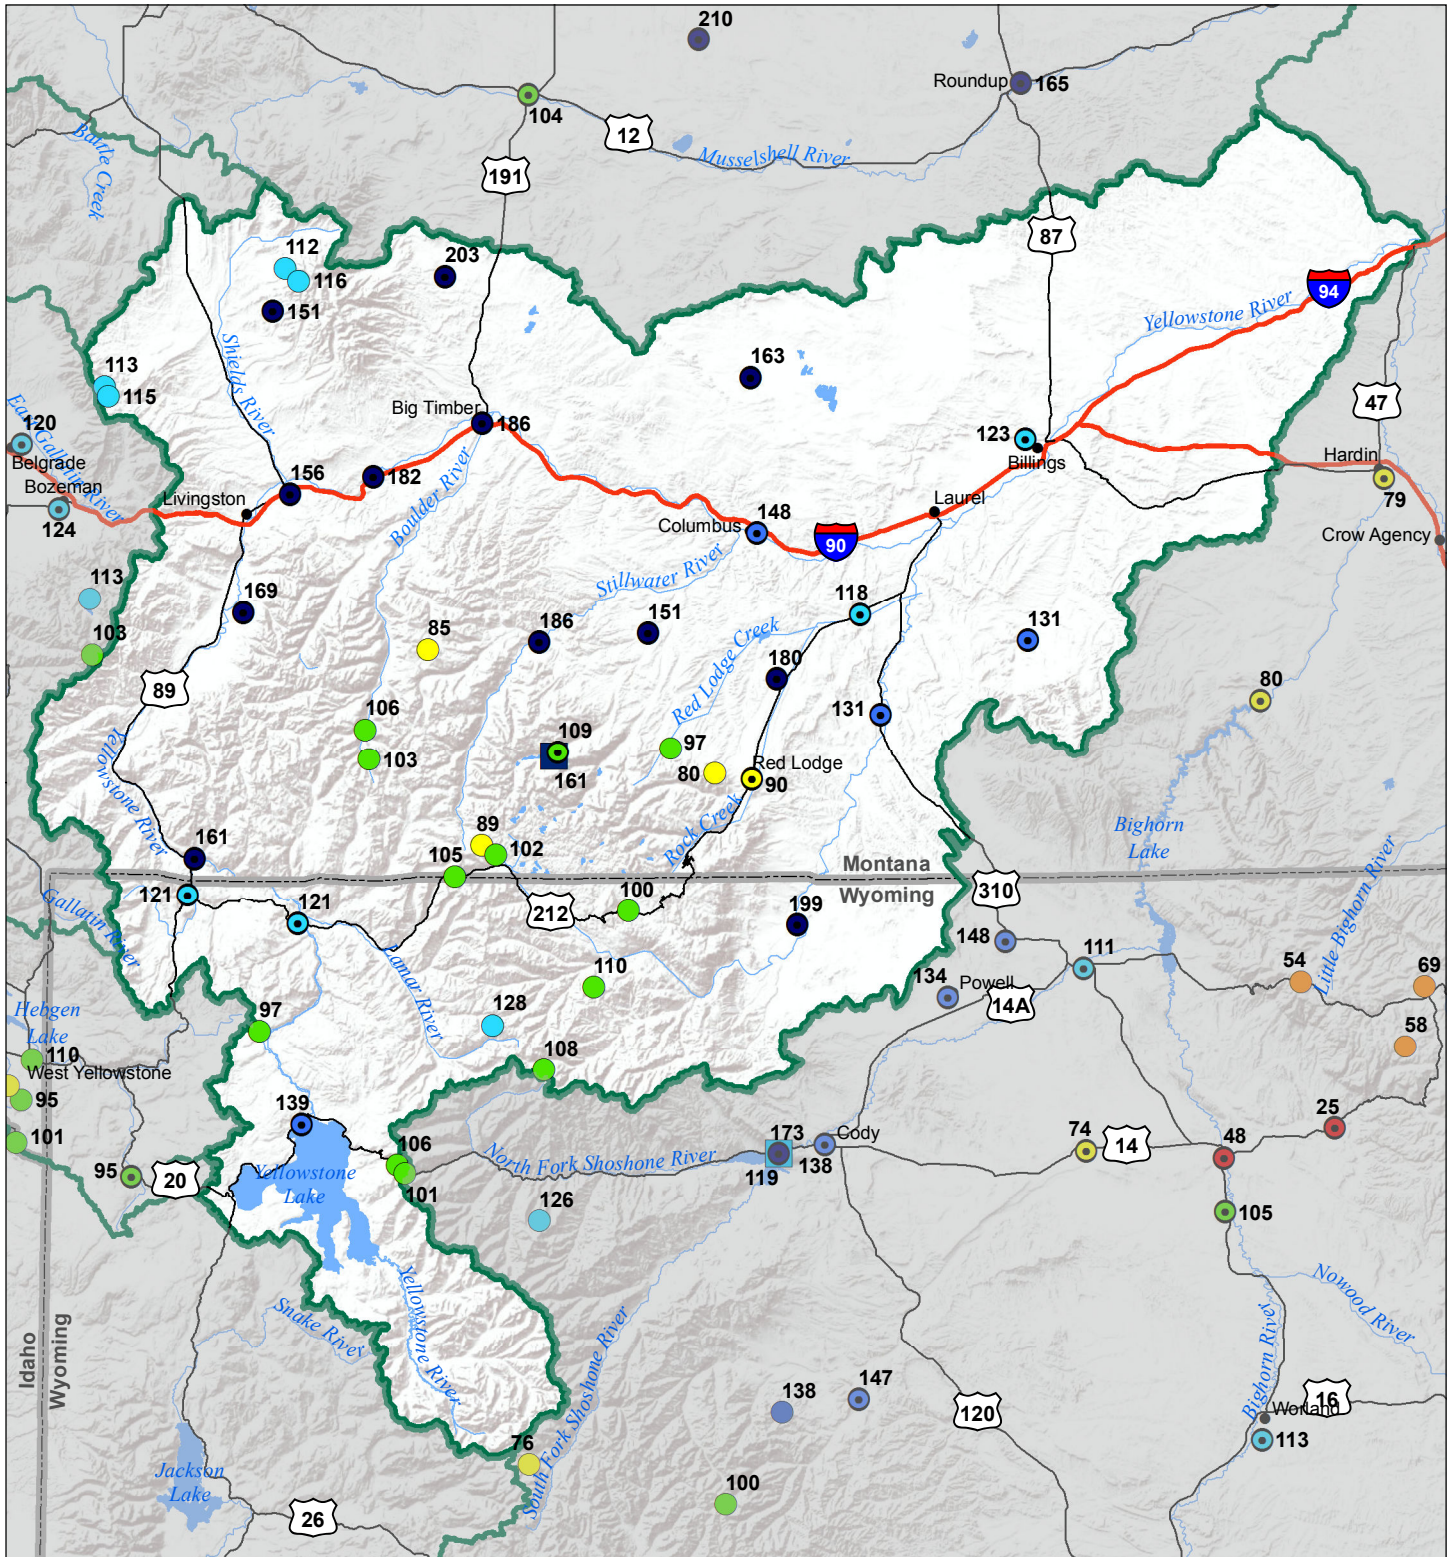 210
Roundup
165
104
12
Battle
Creek
Musselshell River
191
87
112
203
116
151
94
Yellowstone River
Shields River
163
113
115
47
East Gallatin River
Big Timber
186
120
Belgrade
123
Billings
Hardin
79
Bozeman
124
Livingston
156
182
Boulder River
Laurel
Columbus
148
90
Crow Agency
Stillwater River
113
169
118
103
85
186
151
131
Red Lodge Creek
180
89
80
106
131
103
109
161
97
80
Red Lodge
90
Yellowstone River
Rock Creek
Bighorn
Lake
161
89
102
105
Montana
Wyoming
Little Bighorn River
121
Gallatin River
121
212
100
199
310
148
111
Lamar River
110
134
Powell
14A
54
69
Hebgen
Lake
97
128
58
110
West Yellowstone
95
108
101
139
25
106
173
Cody
74
14
48
North Fork Shoshone River
138
119
95
20
Yellowstone
Lake
101
126
105
Yellowstone River
Nowood River
Snake River
Bighorn River
Idaho
Wyoming
South Fork Shoshone River
138
147
120
16
Worland
113
76
Jackson
Lake
100
26